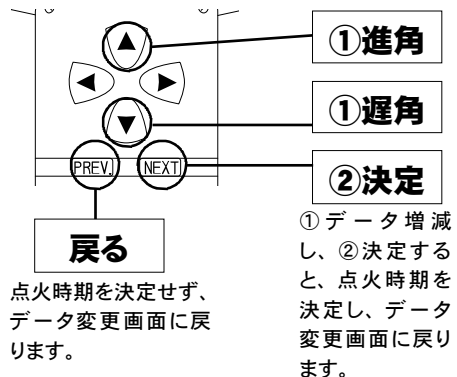 ①進角
①遅角
PREV.
NEXT
②決定
戻る
点火時期を決定せず、
データ変更画面に戻
ります。
①データ増減
し、②決定する
と、点火時期を
決定し、データ
変更画面に戻り
ます。